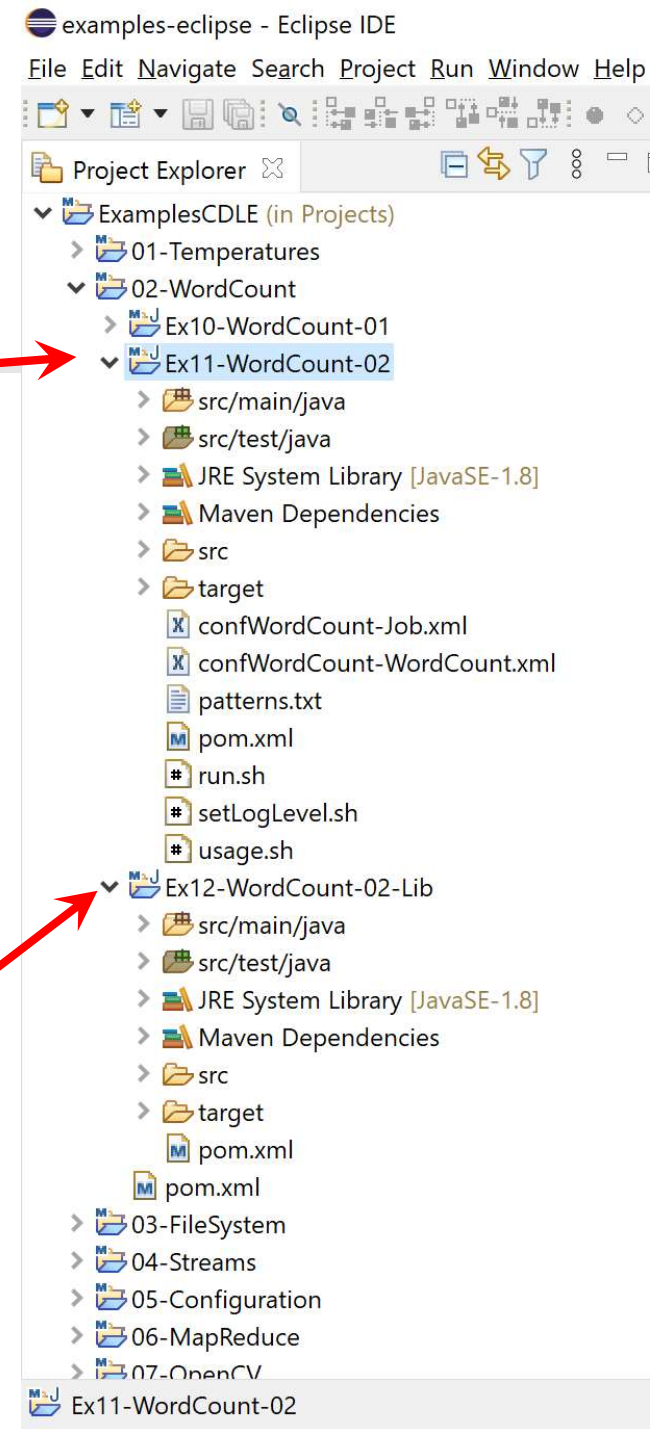 examples-eclipse - Eclipse IDE
File Edit Navigate Search Project Run Window Help
Project Explorer
ExamplesCDLE (in Projects)
01-Temperatures
02-WordCount
Ex10-WordCount-01
Ex11-WordCount-02
src/main/java
src/test/java
JRE System Library [JavaSE-1.8]
Maven Dependencies
src
target
confWordCount-Job.xml
confWordCount-WordCount.xml
patterns.txt
pom.xml
run.sh
setLogLevel.sh
usage.sh
Ex12-WordCount-02-Lib
src/main/java
src/test/java
JRE System Library [JavaSE-1.8]
Maven Dependencies
src
target
pom.xml
pom.xml
03-FileSystem
04-Streams
05-Configuration
06-MapReduce
07-OpenCV
Ex11-WordCount-02